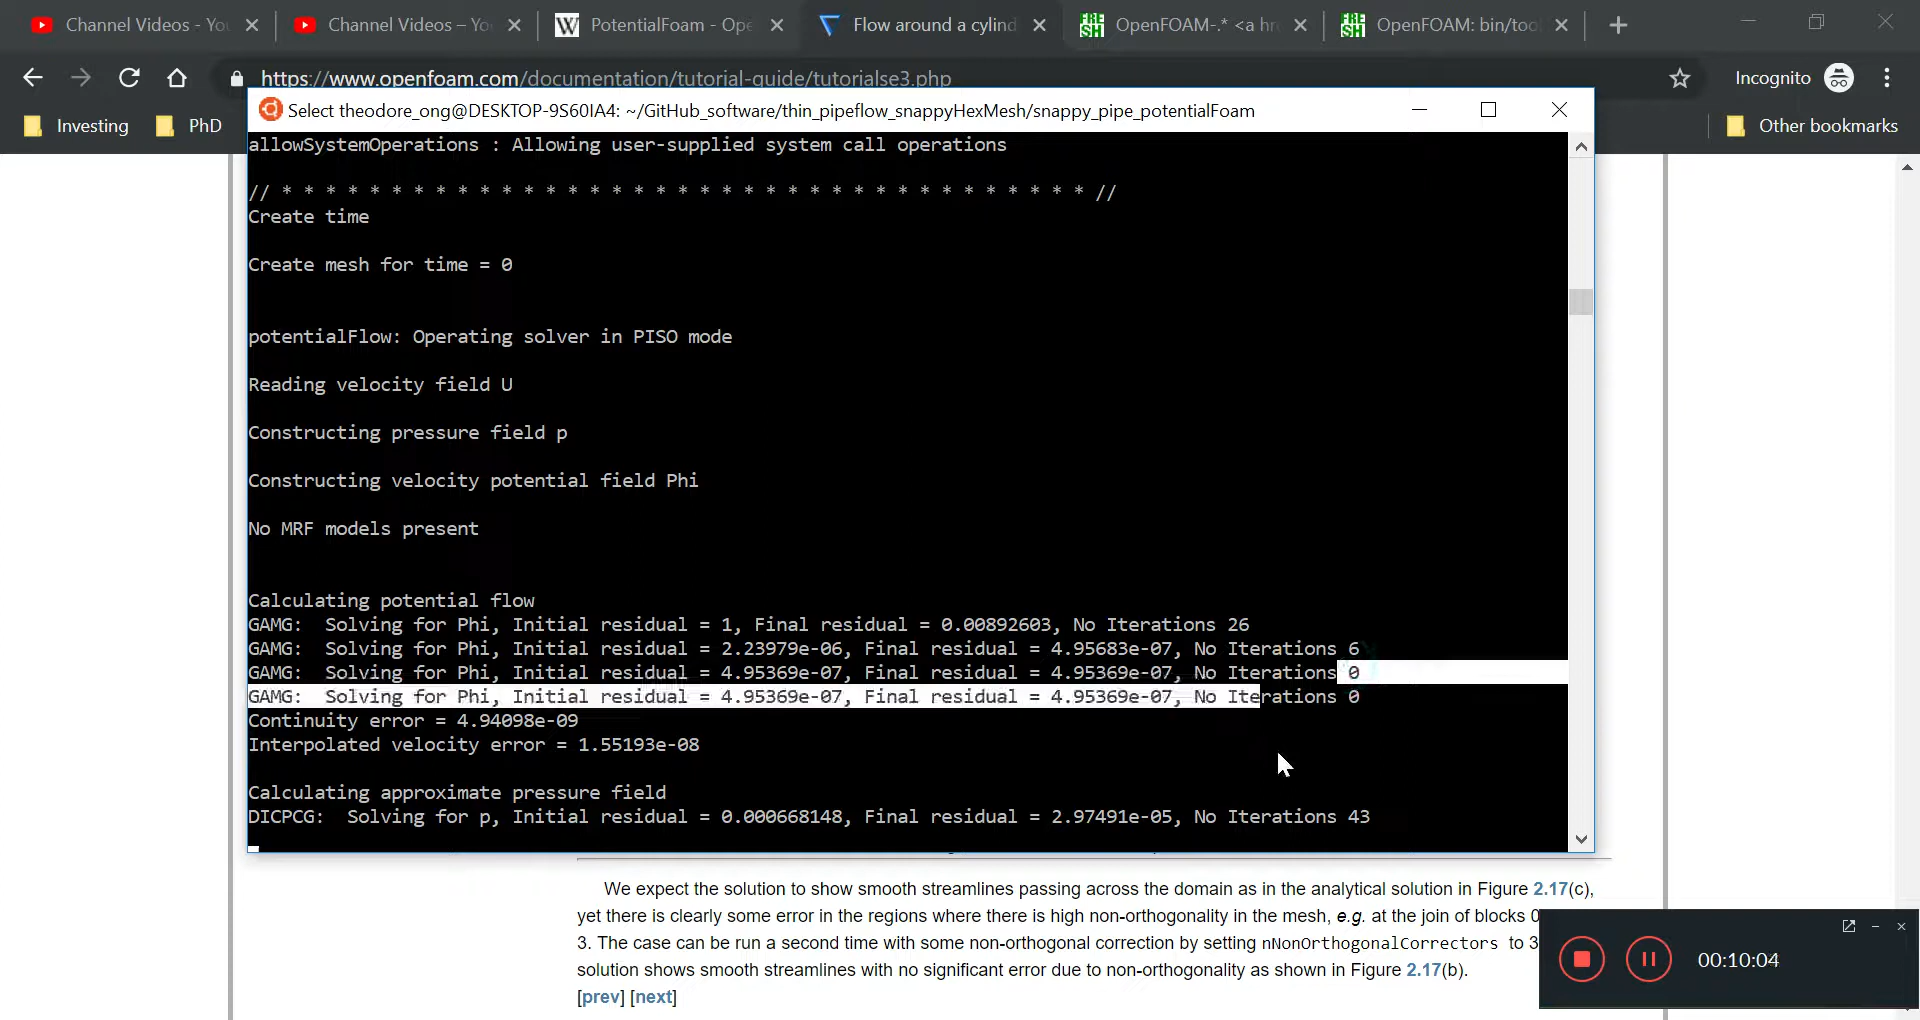 Channel Videos - Yo
Channel Videos – Yo
PotentialFoam - Ope
Flow around a cylind
OpenFOAM-.* <a hr
OpenFOAM: bin/too
https://www.openfoam.com/documentation/tutorial-guide/tutorialse3.php
Incognito
Investing
PhD
Other bookmarks
Select theodore_ong@DESKTOP-9S60IA4: ~/GitHub_software/thin_pipeflow_snappyHexMesh/snappy_pipe_potentialFoam
allowSystemOperations : Allowing user-supplied system call operations
// * * * * * * * * * * * * * * * * * * * * * * * * * * * * * * * * * * * * * //
Create time
Create mesh for time = 0
potentialFlow: Operating solver in PISO mode
Reading velocity field U
Constructing pressure field p
Constructing velocity potential field Phi
No MRF models present
Calculating potential flow
GAMG:  Solving for Phi, Initial residual = 1, Final residual = 0.00892603, No Iterations 26
GAMG:  Solving for Phi, Initial residual = 2.23979e-06, Final residual = 4.95683e-07, No Iterations 6
GAMG:  Solving for Phi, Initial residual = 4.95369e-07, Final residual = 4.95369e-07, No Iterations 0
GAMG:  Solving for Phi, Initial residual = 4.95369e-07, Final residual = 4.95369e-07, No Iterations 0
Continuity error = 4.94098e-09
Interpolated velocity error = 1.55193e-08
Calculating approximate pressure field
DICPCG:  Solving for p, Initial residual = 0.000668148, Final residual = 2.97491e-05, No Iterations 43
We expect the solution to show smooth streamlines passing across the domain as in the analytical solution in Figure 2.17(c),
yet there is clearly some error in the regions where there is high non-orthogonality in the mesh, e.g. at the join of blocks 0
3. The case can be run a second time with some non-orthogonal correction by setting nNonOrthogonalCorrectors to 3
solution shows smooth streamlines with no significant error due to non-orthogonality as shown in Figure 2.17(b).
[prev] [next]
00:10:04